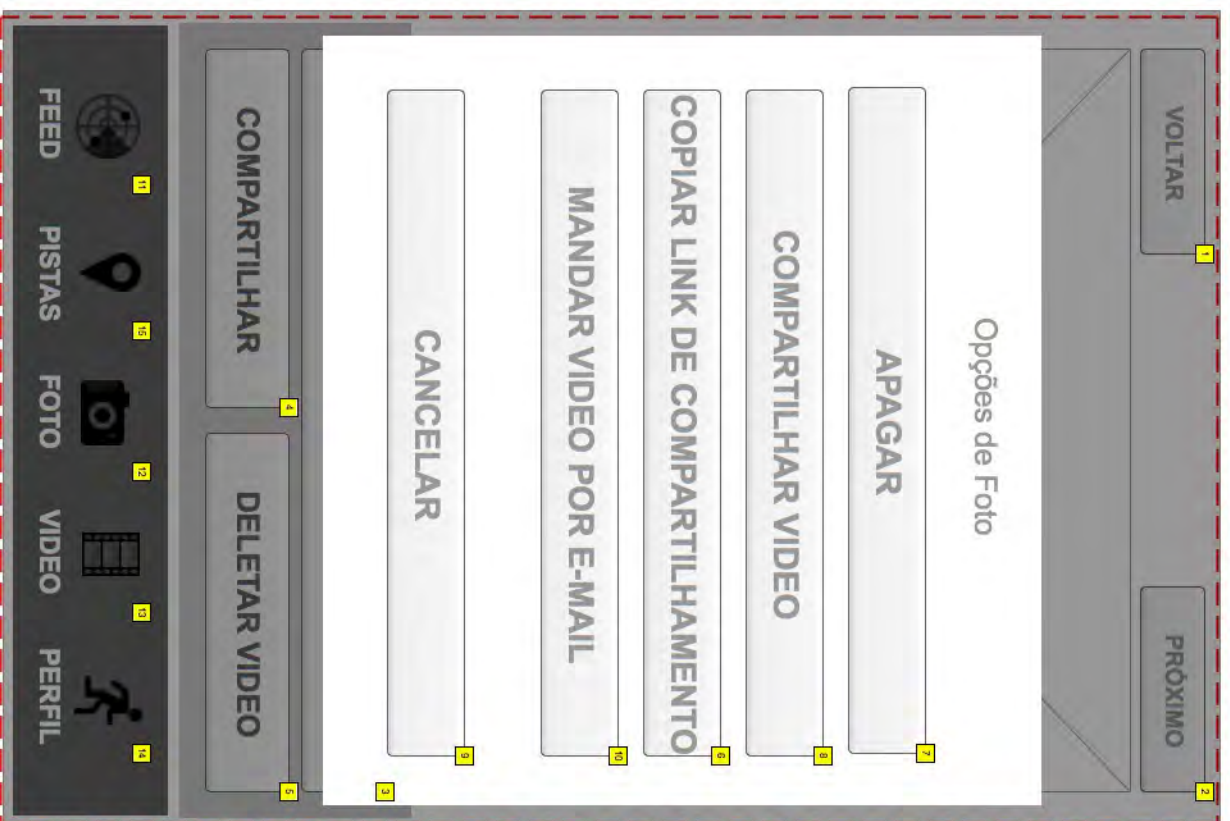 VOLTAR
1
PRÓXIMO
2
Opções de Foto
APAGAR
7
COMPARTILHAR VIDEO
8
COPIAR LINK DE COMPARTILHAMENTO
6
MANDAR VIDEO POR E-MAIL
10
CANCELAR
9
3
COMPARTILHAR
4
DELETAR VIDEO
5
11
FEED
15
PISTAS
12
FOTO
13
VIDEO
14
PERFIL